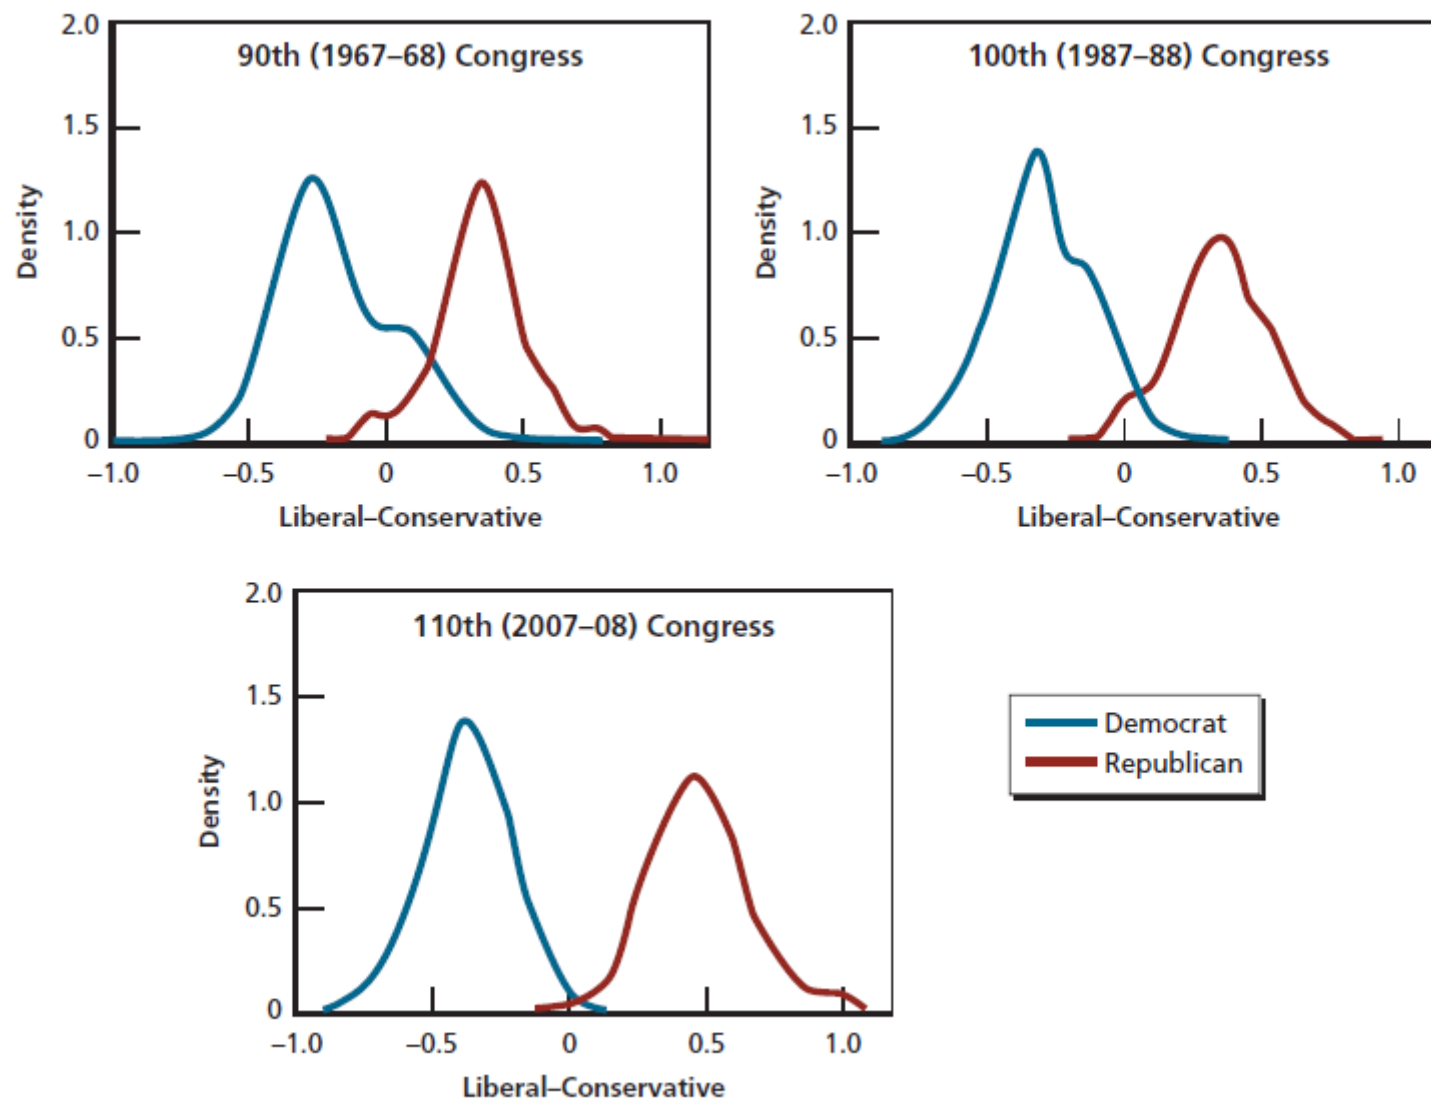 90th (1967–68) Congress
2.0
1.5
1.0
0.5
0
Density
–1.0 –0.5 0 0.5 1.0
Liberal–Conservative
100th (1987–88) Congress
2.0
1.5
1.0
0.5
0
Density
–1.0 –0.5 0 0.5 1.0
Liberal–Conservative
110th (2007–08) Congress
2.0
1.5
1.0
0.5
0
Density
–1.0 –0.5 0 0.5 1.0
Liberal–Conservative
Democrat
Republican